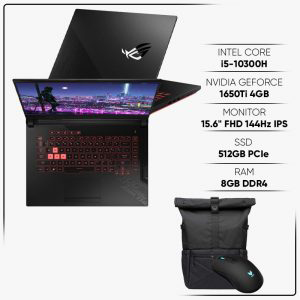 INTEL CORE
i5-10300H
NVIDIA GEFORCE
1650Ti 4GB
MONITOR
15.6" FHD 144Hz IPS
SSD
512GB PCIe
RAM
8GB DDR4